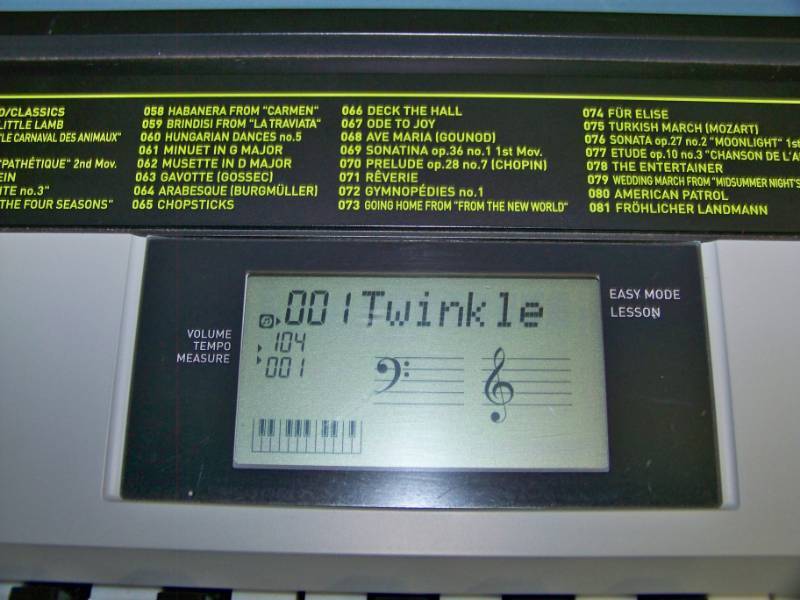 O/CLASSICS
LITTLE LAMB
"LE CARNAVAL DES ANIMAUX"
"PATHÉTIQUE" 2nd Mov.
EIN
ITE no.3"
THE FOUR SEASONS"
058 HABANERA FROM "CARMEN"
059 BRINDISI FROM "LA TRAVIATA"
060 HUNGARIAN DANCES no.5
061 MINUET IN G MAJOR
062 MUSETTE IN D MAJOR
063 GAVOTTE (GOSSEC)
064 ARABESQUE (BURGMÜLLER)
065 CHOPSTICKS
066 DECK THE HALL
067 ODE TO JOY
068 AVE MARIA (GOUNOD)
069 SONATINA op.36 no.1 1st Mov.
070 PRELUDE op.28 no.7 (CHOPIN)
071 RÊVERIE
072 GYMNOPÉDIES no.1
073 GOING HOME FROM "FROM THE NEW WORLD"
074 FÜR ELISE
075 TURKISH MARCH (MOZART)
076 SONATA op.27 no.2 "MOONLIGHT" 1st
077 ETUDE op.10 no.3 "CHANSON DE L'A
078 THE ENTERTAINER
079 WEDDING MARCH FROM "MIDSUMMER NIGHT'S
080 AMERICAN PATROL
081 FRÖHLICHER LANDMANN
001 Twinkle
104
001
VOLUME
TEMPO
MEASURE
EASY MODE
LESSON